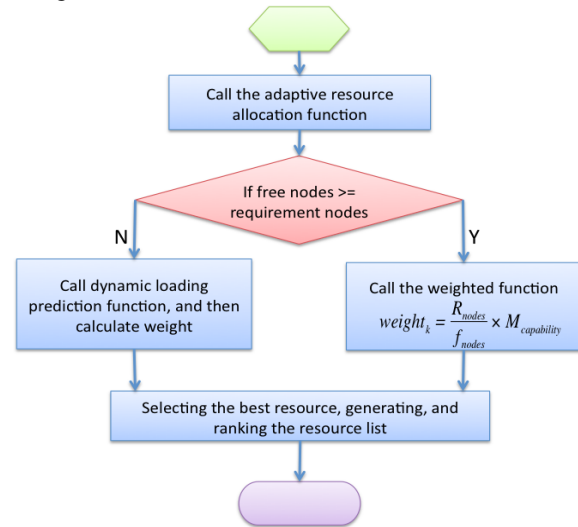 Call the adaptive resource
allocation function
If free nodes >=
requirement nodes
N
Y
Call dynamic loading
prediction function, and then
calculate weight
Call the weighted function
weight_k = R_nodes / f_nodes × M_capability
Selecting the best resource, generating, and
ranking the resource list